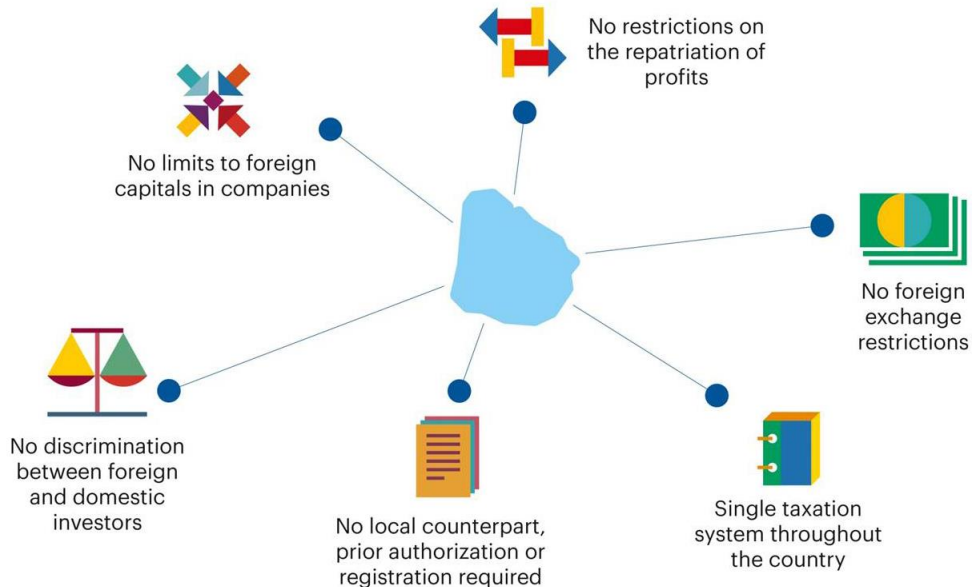 No restrictions on
the repatriation of
profits
No limits to foreign
capitals in companies
No foreign
exchange
restrictions
No discrimination
between foreign
and domestic
investors
No local counterpart,
prior authorization or
registration required
Single taxation
system throughout
the country